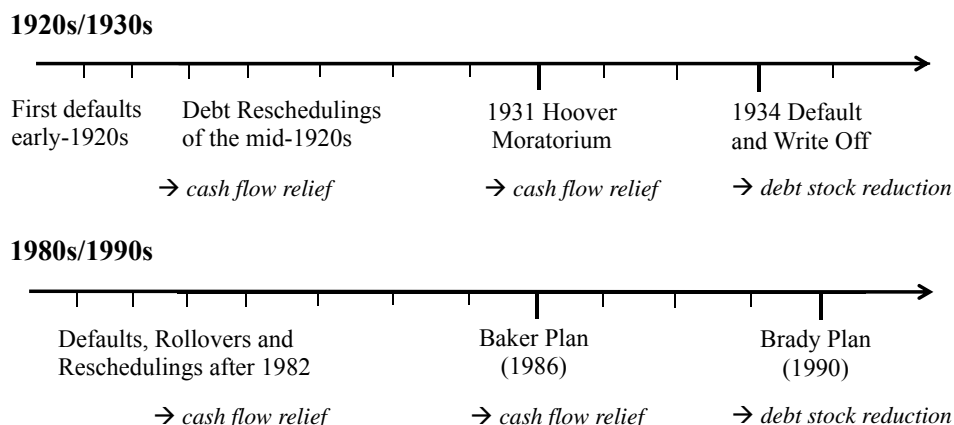 1920s/1930s
First defaults
early-1920s
Debt Reschedulings
of the mid-1920s
1931 Hoover
Moratorium
1934 Default
and Write Off
→ cash flow relief
→ cash flow relief
→ debt stock reduction
1980s/1990s
Defaults, Rollovers and
Reschedulings after 1982
Baker Plan
(1986)
Brady Plan
(1990)
→ cash flow relief
→ cash flow relief
→ debt stock reduction